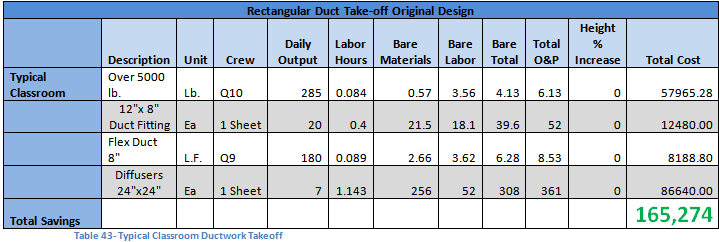 Rectangular Duct Take-off Original Design
Description Unit Crew Daily Output Labor Hours Bare Materials Bare Labor Bare Total Total O&P Height % Increase Total Cost
Typical Classroom Over 5000 lb. Lb. Q10 285 0.084 0.57 3.56 4.13 6.13 0 57965.28
12"x 8" Duct Fitting Ea 1 Sheet 20 0.4 21.5 18.1 39.6 52 0 12480.00
Flex Duct 8" L.F. Q9 180 0.089 2.66 3.62 6.28 8.53 0 8188.80
Diffusers 24"x24" Ea 1 Sheet 7 1.143 256 52 308 361 0 86640.00
Total Savings 165,274
Table 43- Typical Classroom Ductwork Takeoff